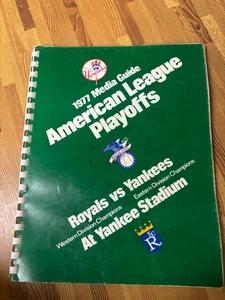 Yankees
1977 Media Guide
American League
Playoffs
Royals vs Yankees
Western Division Champions
Eastern Division Champions
At Yankee Stadium
KC
R